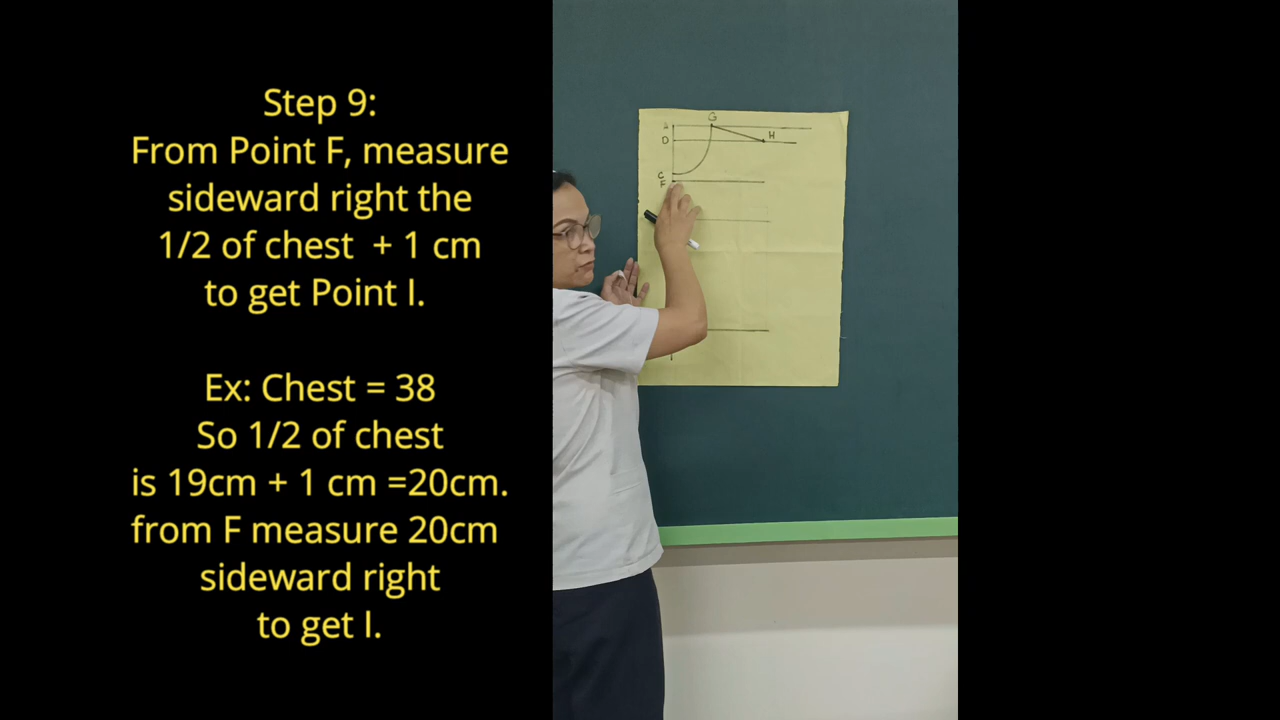 Step 9:
From Point F, measure
sideward right the
1/2 of chest + 1 cm
to get Point l.
Ex: Chest = 38
So 1/2 of chest
is 19cm + 1 cm =20cm.
from F measure 20cm
sideward right
to get l.
G
A
H
D
C
F